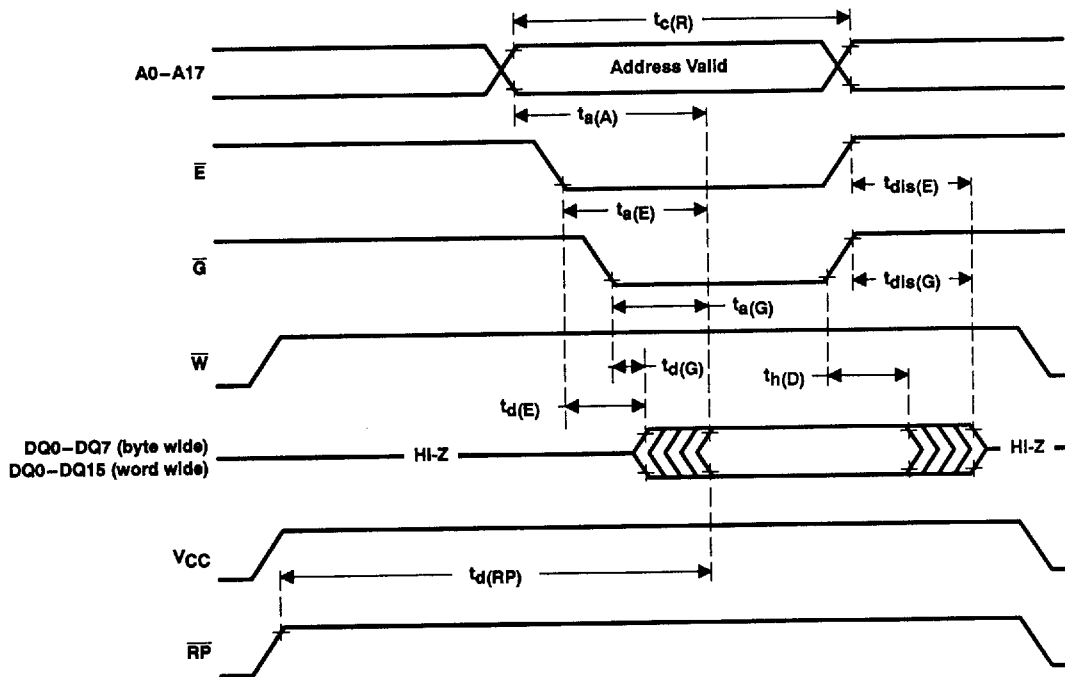 tc(R)
A0–A17
Address Valid
ta(A)
E̅
tdis(E)
ta(E)
G̅
tdis(G)
ta(G)
W̅
td(G)
th(D)
td(E)
DQ0–DQ7 (byte wide)
DQ0–DQ15 (word wide)
HI-Z
HI-Z
VCC
td(RP)
R̅P̅